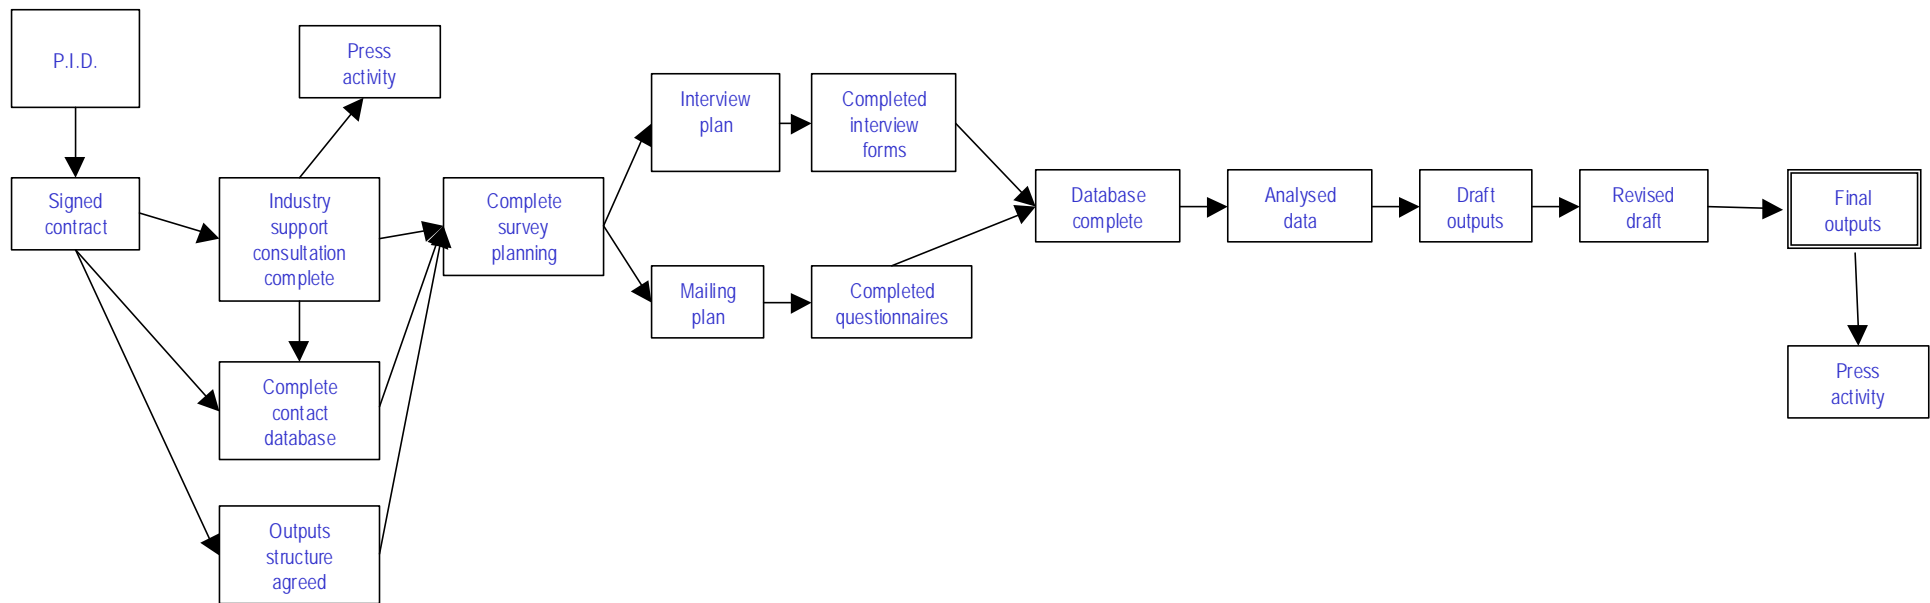 P.I.D.
Press
activity
Signed
contract
Industry
support
consultation
complete
Complete
contact
database
Outputs
structure
agreed
Complete
survey
planning
Interview
plan
Completed
interview
forms
Mailing
plan
Completed
questionnaires
Database
complete
Analysed
data
Draft
outputs
Revised
draft
Final
outputs
Press
activity